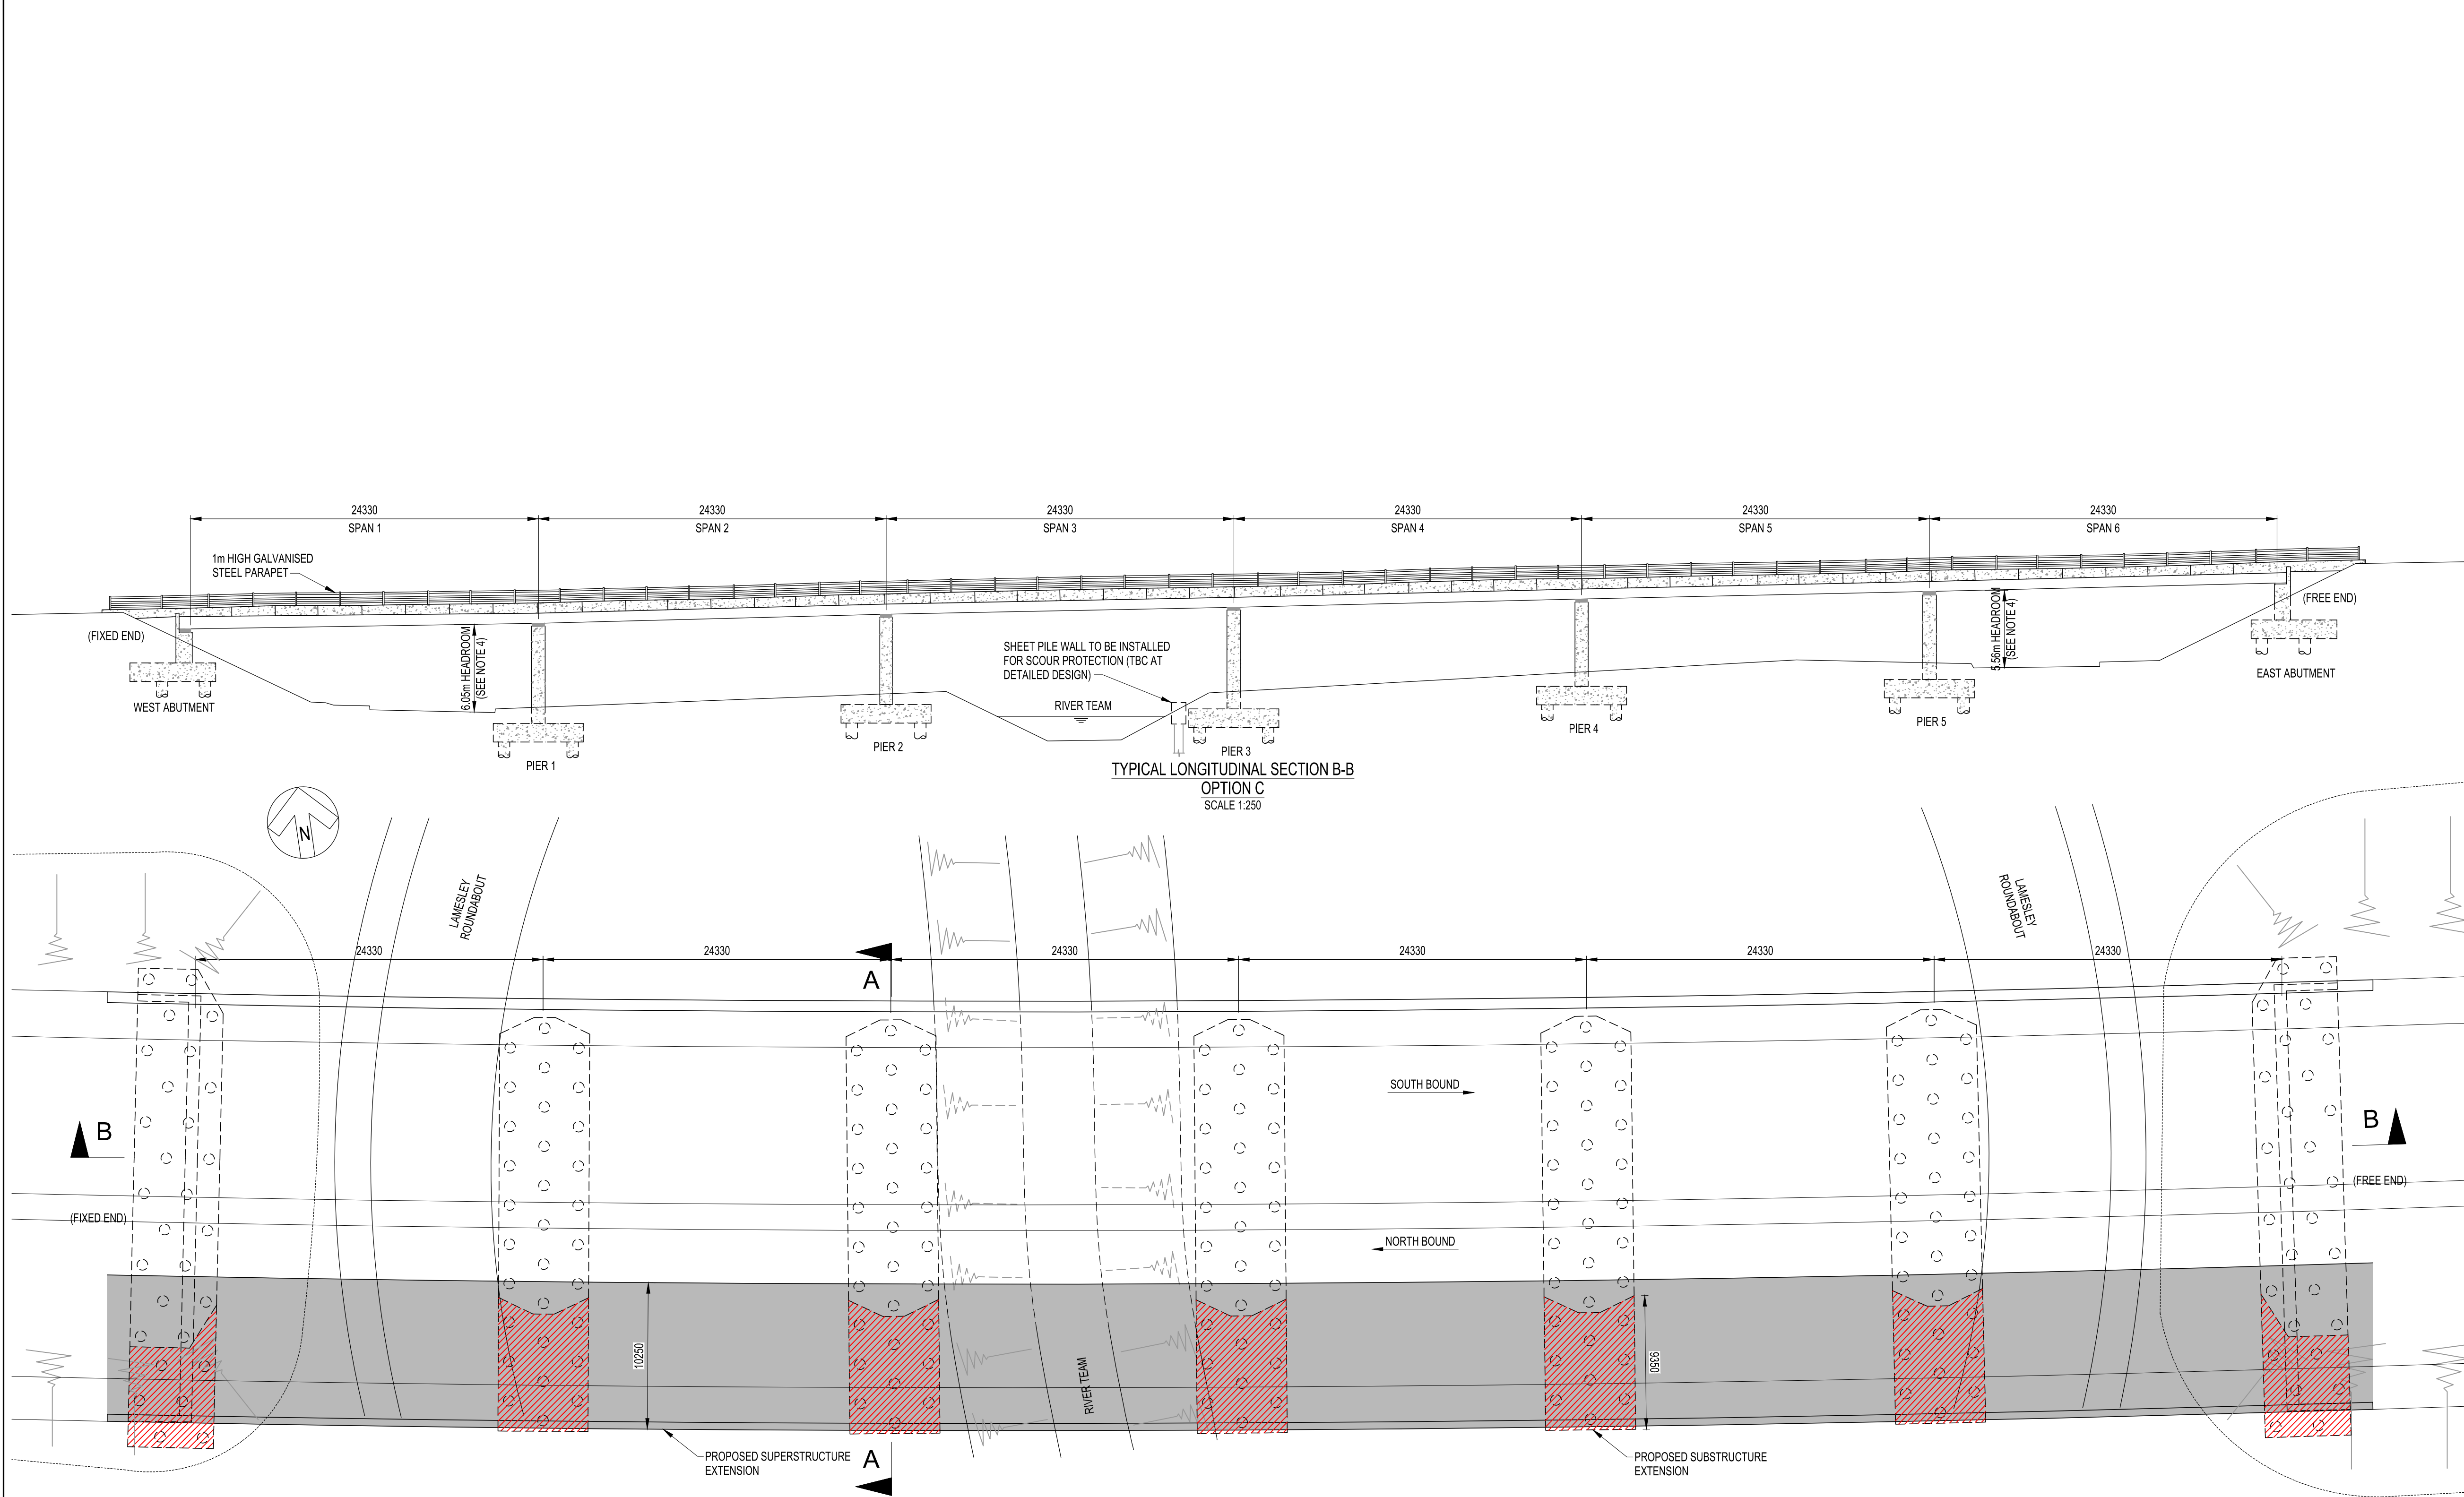 24330 24330 24330 24330 24330 24330
SPAN 1 SPAN 2 SPAN 3 SPAN 4 SPAN 5 SPAN 6
1m HIGH GALVANISED
STEEL PARAPET
(FIXED END)
(FREE END)
6.05m HEADROOM
(SEE NOTE 4)
5.56m HEADROOM
(SEE NOTE 4)
SHEET PILE WALL TO BE INSTALLED
FOR SCOUR PROTECTION (TBC AT
DETAILED DESIGN)
RIVER TEAM
WEST ABUTMENT
EAST ABUTMENT
PIER 1
PIER 2
PIER 3
PIER 4
PIER 5
TYPICAL LONGITUDINAL SECTION B-B
OPTION C
SCALE 1:250
N
LAMESLEY
ROUNDABOUT
LAMESLEY
ROUNDABOUT
24330 24330 24330 24330 24330 24330
A
SOUTH BOUND
B
B
(FIXED END)
(FREE END)
NORTH BOUND
10250
9350
RIVER TEAM
PROPOSED SUPERSTRUCTURE
EXTENSION
A
PROPOSED SUBSTRUCTURE
EXTENSION